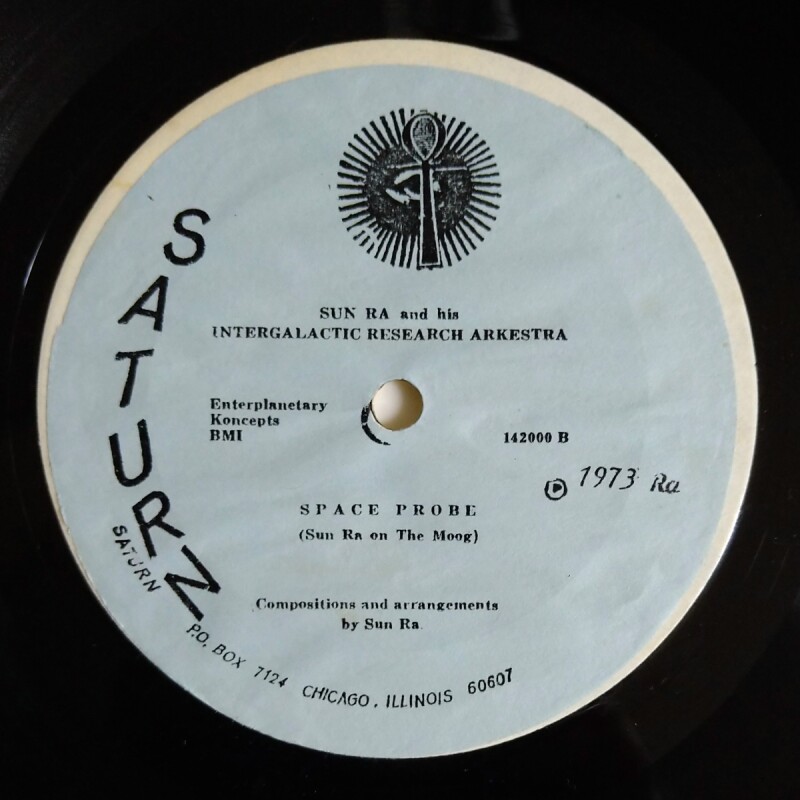 SATURN
SUN RA and his
INTERGALACTIC RESEARCH ARKESTRA
Enterplanetary
Koncepts
BMI
142000 B
℗ 1973 Ra
SPACE PROBE
(Sun Ra on The Moog)
Compositions and arrangements
by Sun Ra
SATURN
P.O. BOX 7124 CHICAGO, ILLINOIS 60607